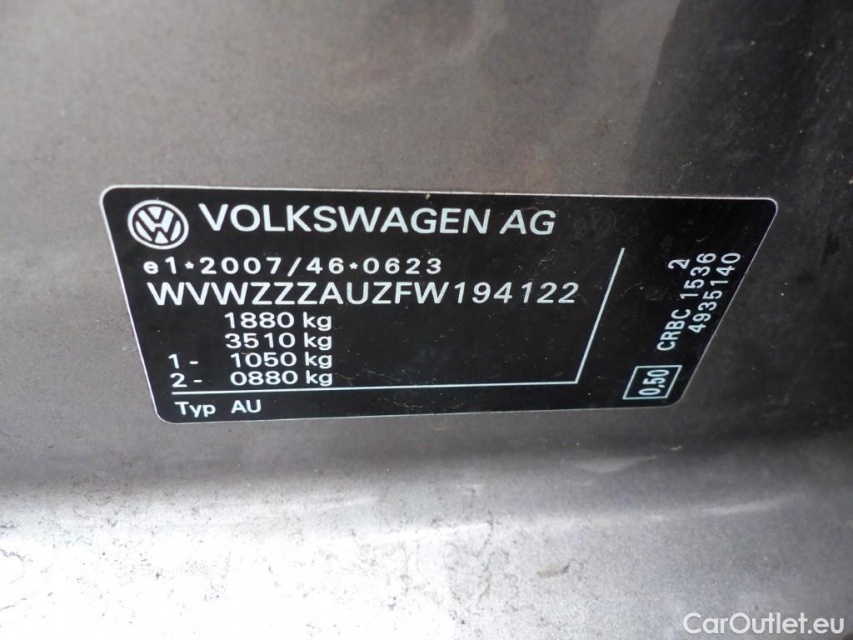 VOLKSWAGEN AG
e1*2007/46*0623
WVWZZZAUZFW194122
1880 kg
3510 kg
1 - 1050 kg
2 - 0880 kg
Typ AU
2
CRBC 1536
4935140
0,50
CarOutlet.eu